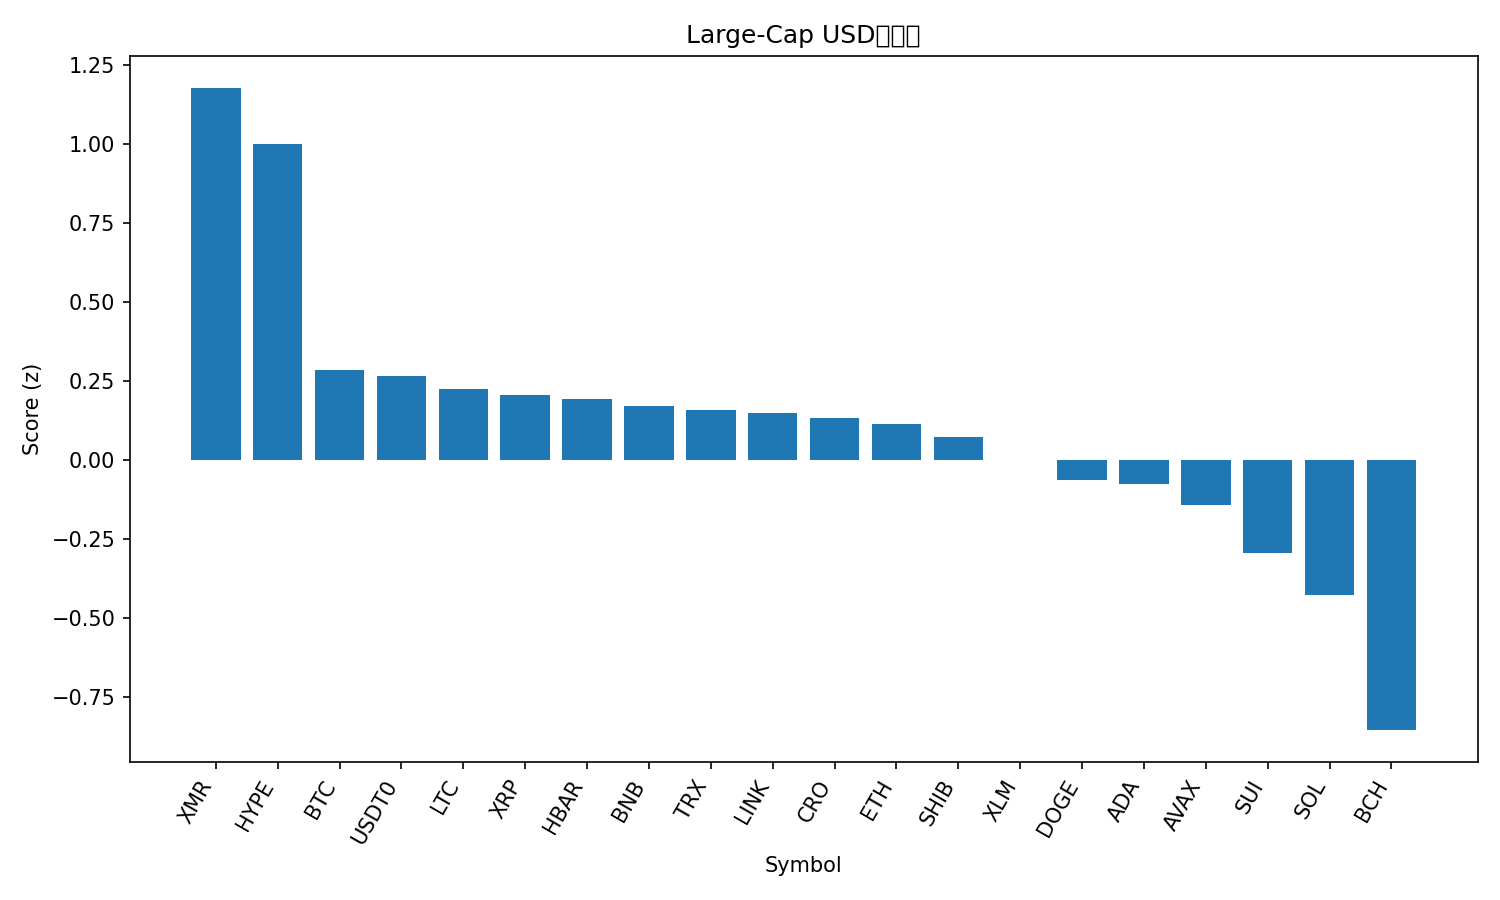 Large-Cap USD
1.25
1.00
0.75
0.50
0.25
0.00
−0.25
−0.50
−0.75
Score (z)
XMR
HYPE
BTC
USDT0
LTC
XRP
HBAR
BNB
TRX
LINK
CRO
ETH
SHIB
XLM
DOGE
ADA
AVAX
SUI
SOL
BCH
Symbol